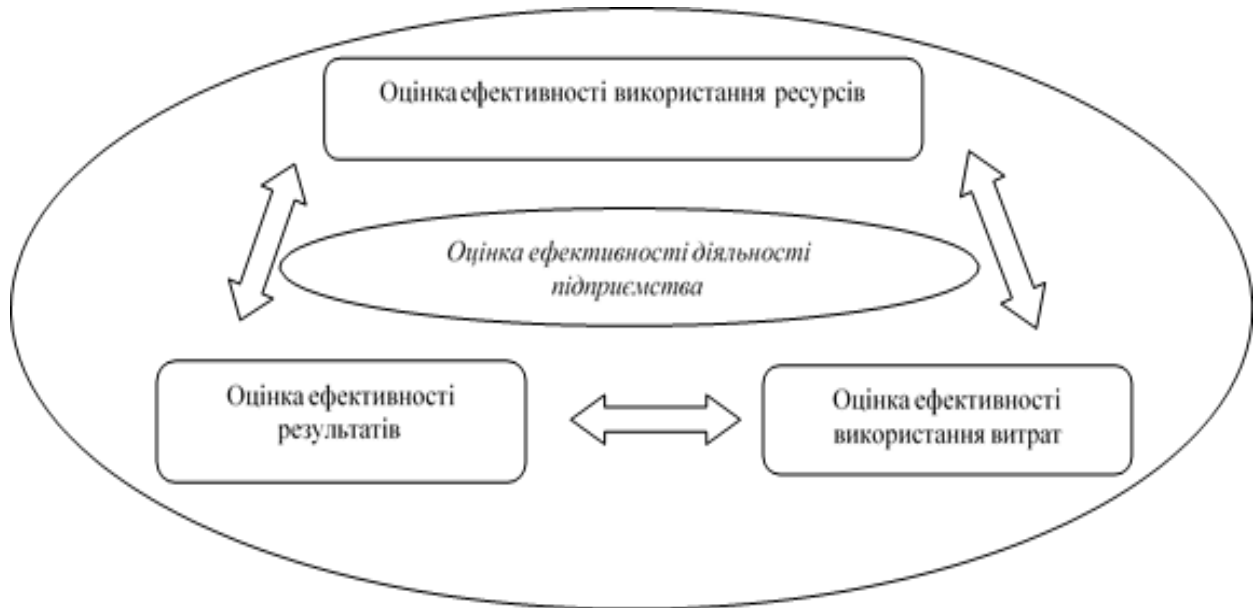 Оцінка ефективності використання ресурсів
Оцінка ефективності діяльності
підприємства
Оцінка ефективності
результатів
Оцінка ефективності
використання витрат